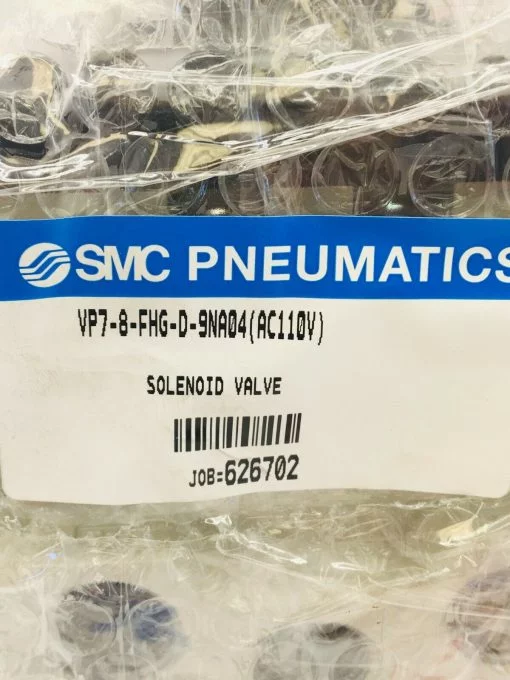 SMC PNEUMATICS
VP7-8-FHG-D-9NA04(AC110V)
SOLENOID VALVE
JOB=626702